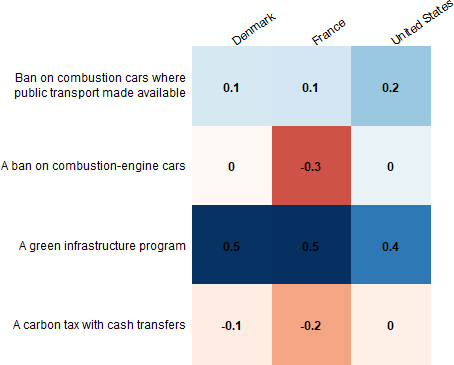 Denmark France United States
Ban on combustion cars where
public transport made available
0.1 0.1 0.2
A ban on combustion-engine cars 0 -0.3 0
A green infrastructure program 0.5 0.5 0.4
A carbon tax with cash transfers -0.1 -0.2 0